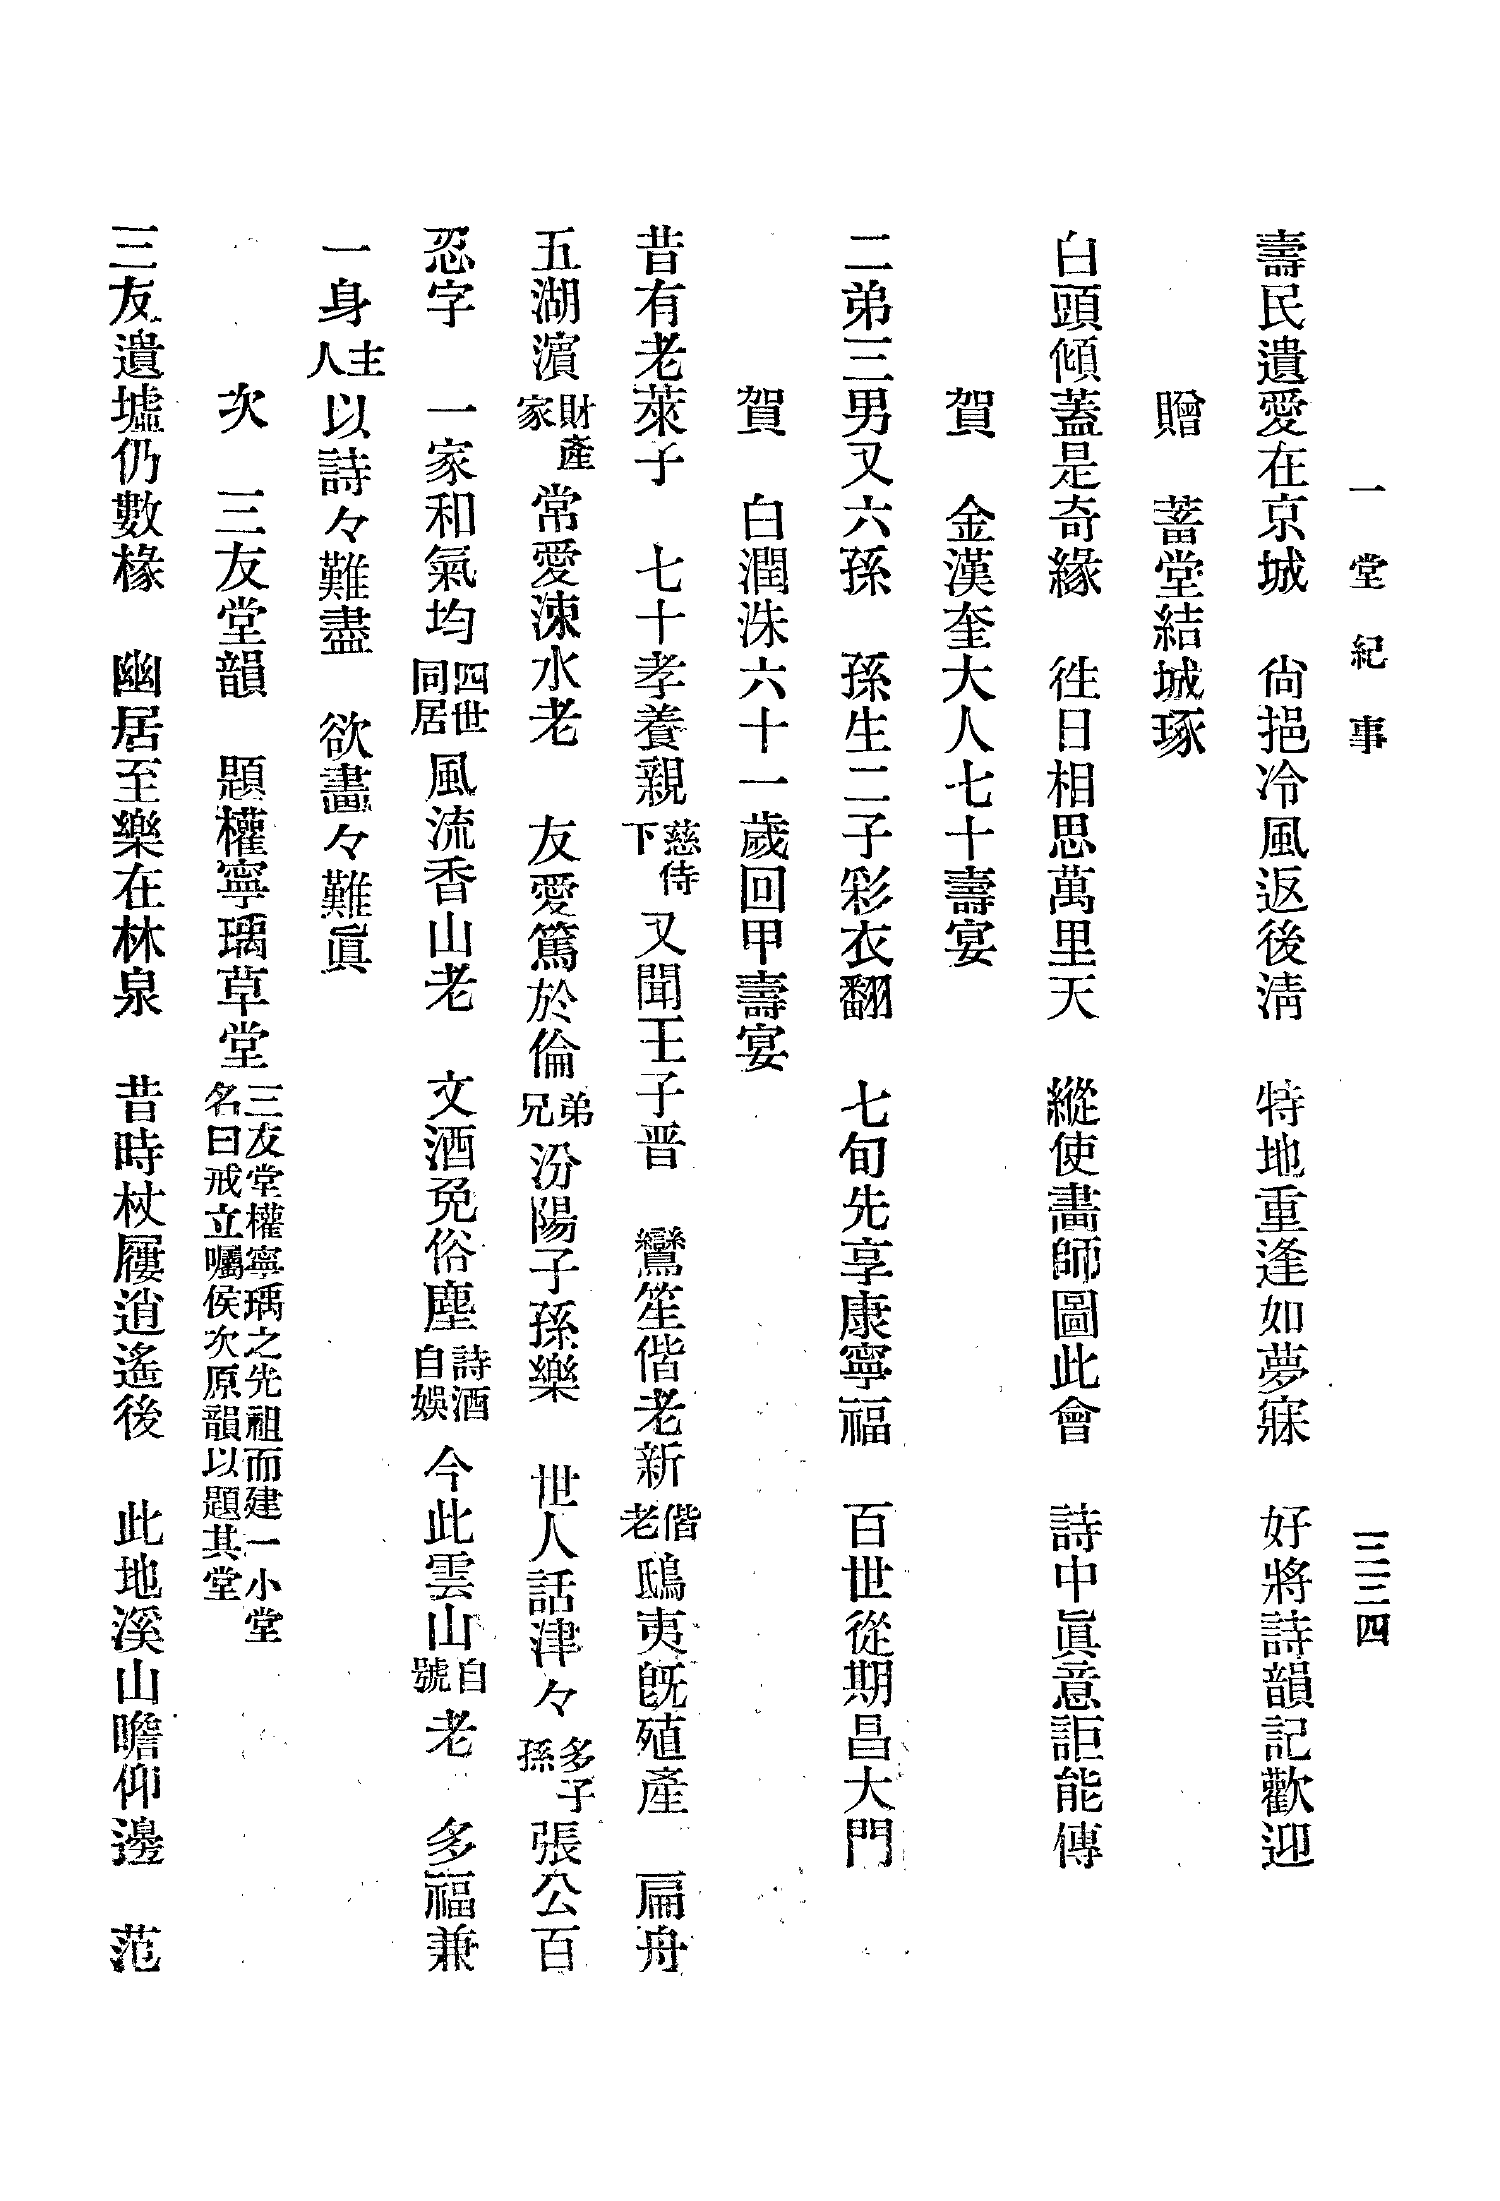 一堂紀事　三三四
壽民遺愛在京城　尙挹冷風返後淸　特地重逢如夢寐　好將詩韻記歡迎
贈　蓄堂結城琢
白頭傾蓋是奇緣　往日相思萬里天　縱使畵師圖此會　詩中眞意詎能傳
賀　金漢奎大人七十壽宴
二弟三男又六孫　孫生二子彩衣翻　七旬先享康寧福　百世從期昌大門
賀　白潤洙六十一歲回甲壽宴
昔有老萊子　七十孝養親慈侍下又聞王子晋　鸞笙偕老新偕老鴟夷旣殖產　扁舟
五湖濱財產家常愛涑水老　友愛篤於倫弟兄汾陽子孫樂　世人話津々多子孫張公百
忍字　一家和氣均四世同居風流香山老　文酒免俗塵詩酒自娛今此雲山自號老　多福兼
一身主人以詩々難盡　欲畵々難眞
次　三友堂韻　題權寧瑀草堂三友堂權寧瑀之先祖而建一小堂名曰戒立囑侯次原韻以題其堂
三友遺墟仍數椽　幽居至樂在林泉　昔時杖屨逍遙後　此地溪山瞻仰邊　范